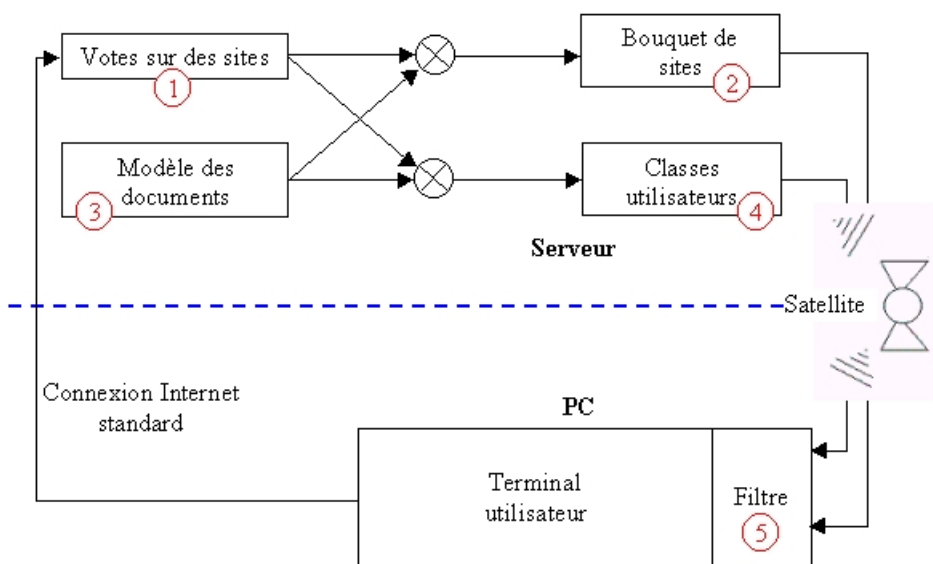 Votes sur des sites
1
Bouquet de
sites
2
Modèle des
documents
3
Classes
utilisateurs
4
Serveur
Satellite
Connexion Internet
standard
PC
Terminal
utilisateur
Filtre
5